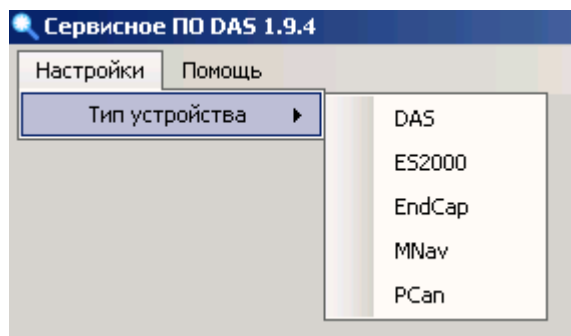 Сервисное ПО DAS 1.9.4
Настройки Помощь
Тип устройства
DAS
ES2000
EndCap
MNav
PCan